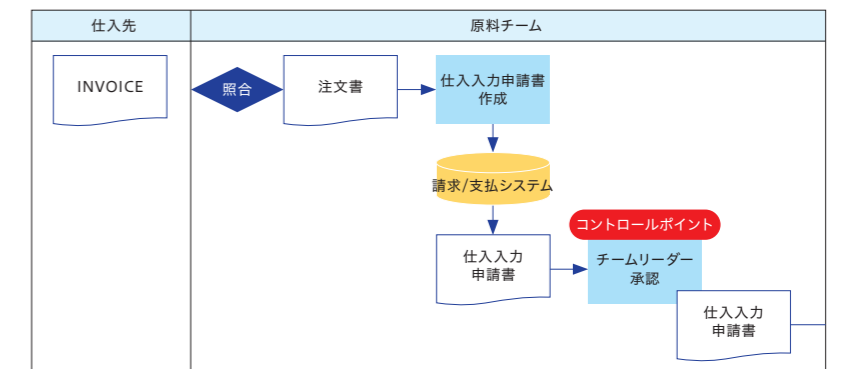 仕入先
原料チーム
INVOICE
照合
注文書
仕入入力申請書
作成
請求/支払システム
コントロールポイント
仕入入力
申請書
チームリーダー
承認
仕入入力
申請書